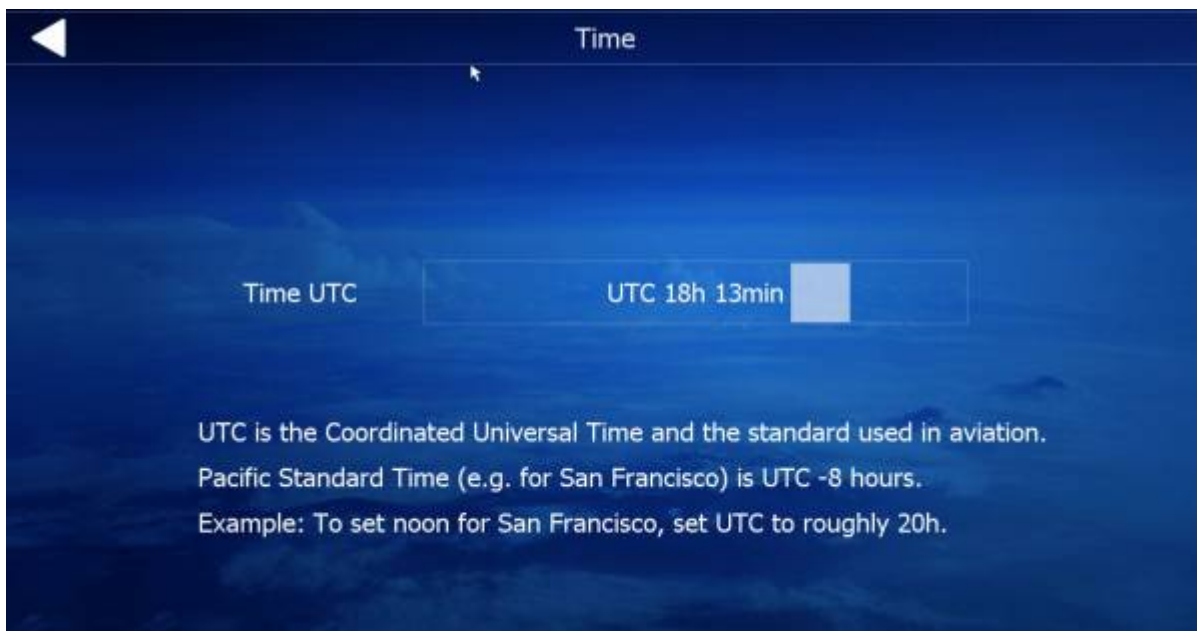 Time
Time UTC UTC 18h 13min
UTC is the Coordinated Universal Time and the standard used in aviation.
Pacific Standard Time (e.g. for San Francisco) is UTC -8 hours.
Example: To set noon for San Francisco, set UTC to roughly 20h.